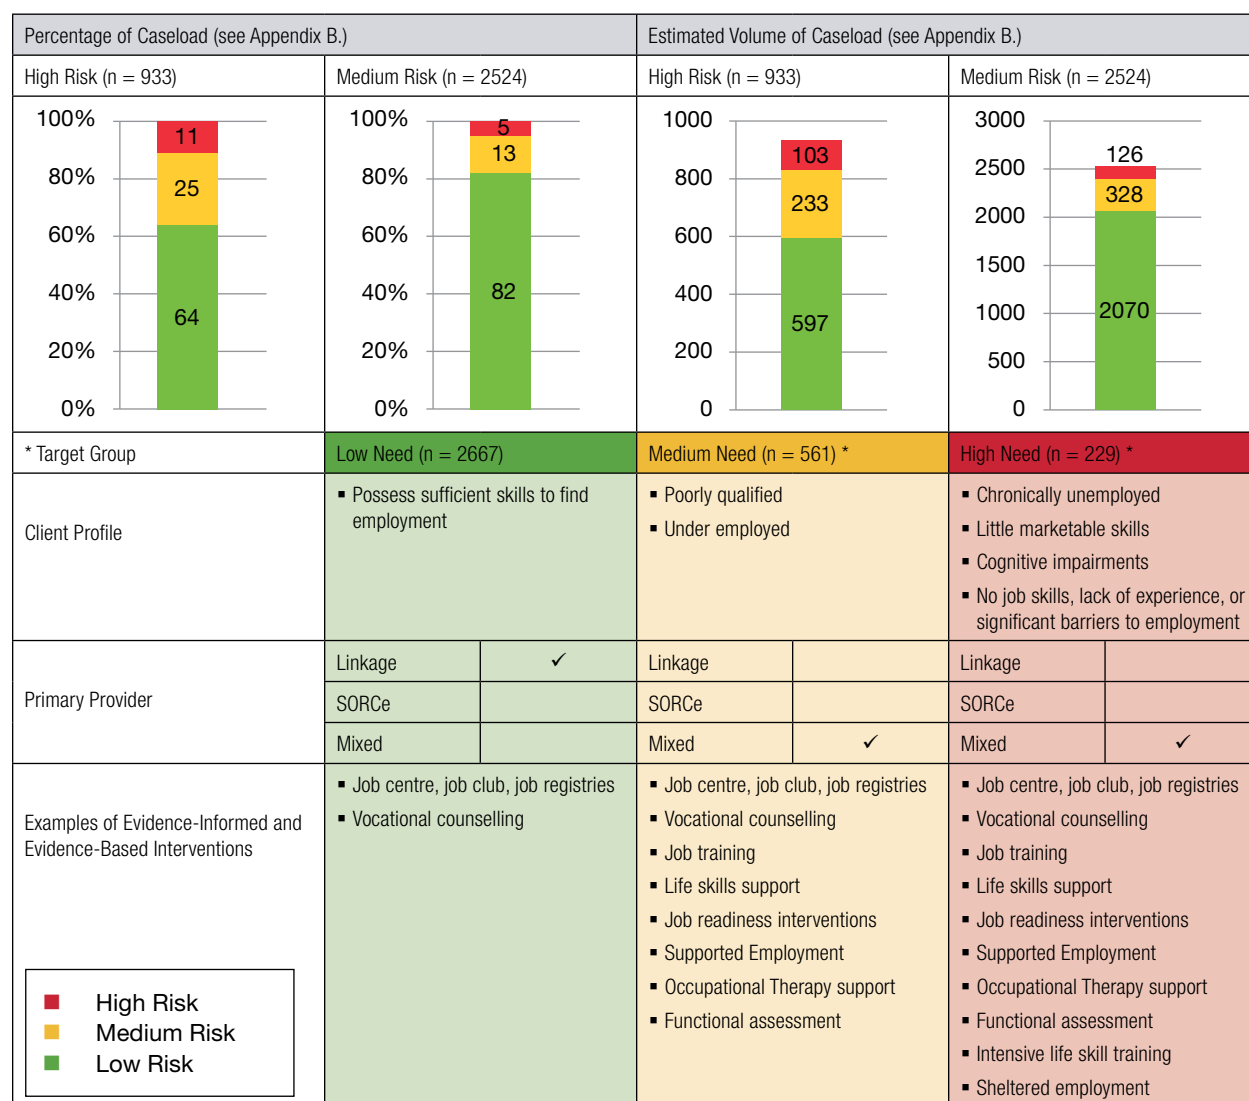 Percentage of Caseload (see Appendix B.)
Estimated Volume of Caseload (see Appendix B.)
High Risk (n = 933)
Medium Risk (n = 2524)
High Risk (n = 933)
Medium Risk (n = 2524)
100%
80%
60%
40%
20%
0%
11
25
64
100%
80%
60%
40%
20%
0%
5
13
82
1000
800
600
400
200
0
103
233
597
3000
2500
2000
1500
1000
500
0
126
328
2070
* Target Group
Low Need (n = 2667)
Medium Need (n = 561) *
High Need (n = 229) *
Client Profile
▪ Possess sufficient skills to find
employment
▪ Poorly qualified
▪ Under employed
▪ Chronically unemployed
▪ Little marketable skills
▪ Cognitive impairments
▪ No job skills, lack of experience, or
significant barriers to employment
Primary Provider
Linkage ✓
SORCe
Mixed
Linkage
SORCe
Mixed ✓
Linkage
SORCe
Mixed ✓
Examples of Evidence-Informed and
Evidence-Based Interventions
▪ Job centre, job club, job registries
▪ Vocational counselling
▪ Job centre, job club, job registries
▪ Vocational counselling
▪ Job training
▪ Life skills support
▪ Job readiness interventions
▪ Supported Employment
▪ Occupational Therapy support
▪ Functional assessment
▪ Job centre, job club, job registries
▪ Vocational counselling
▪ Job training
▪ Life skills support
▪ Job readiness interventions
▪ Supported Employment
▪ Occupational Therapy support
▪ Functional assessment
▪ Intensive life skill training
▪ Sheltered employment
High Risk
Medium Risk
Low Risk